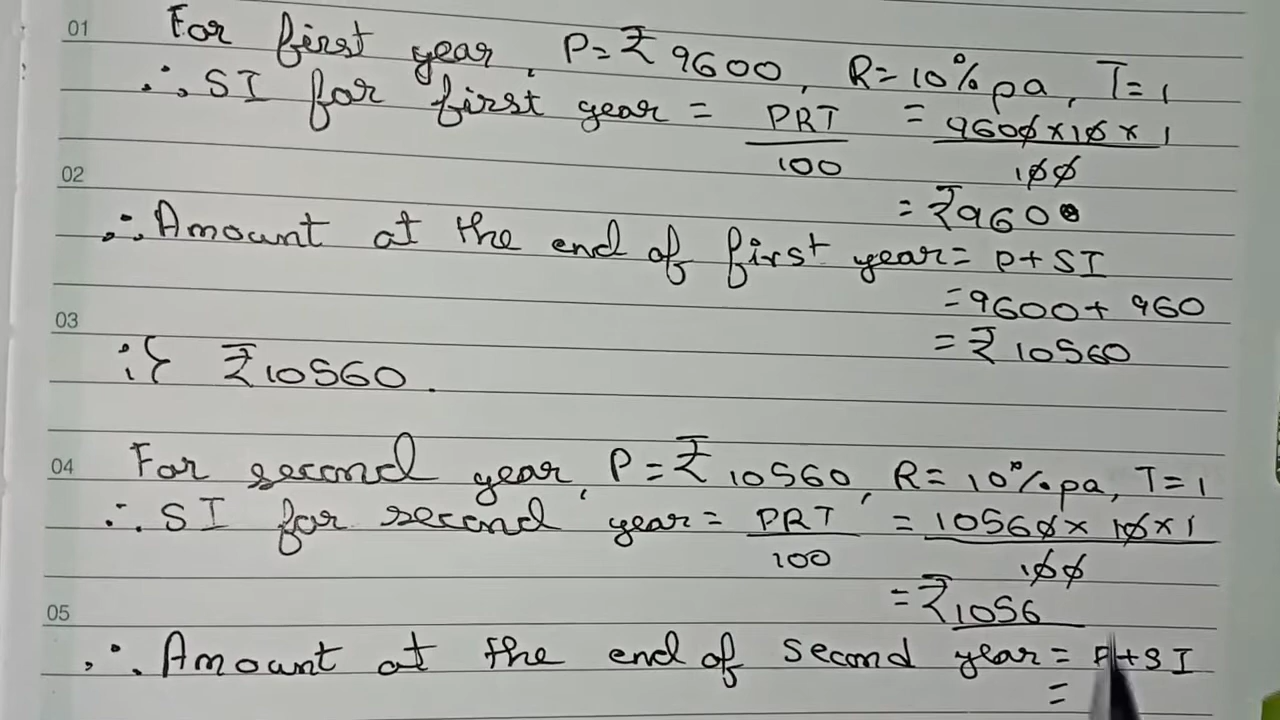 01 For first year, P=₹9600, R=10% pa, T=1
∴ SI for first year = PRT/100 = 9600×10×1/100
02 = ₹960
∴ Amount at the end of first year = P+SI
= 9600+ 960
03 = ₹10560
i} ₹10560.
04 For second year, P=₹10560, R=10% pa, T=1
∴ SI for second year = PRT/100 = 10560×10×1/100
= ₹1056
05
∴ Amount at the end of second year = P+SI
=